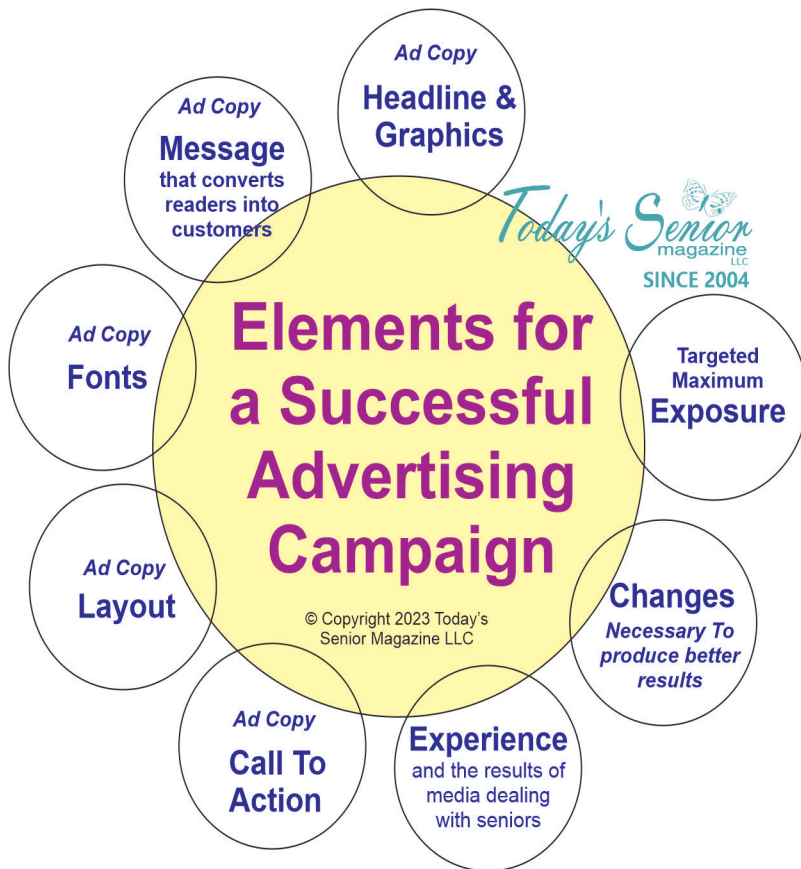 Ad Copy
Headline &
Graphics
Ad Copy
Message
that converts
readers into
customers
Today's Senior
magazine
LLC
SINCE 2004
Elements for
a Successful
Advertising
Campaign
© Copyright 2023 Today’s
Senior Magazine LLC
Ad Copy
Fonts
Targeted
Maximum
Exposure
Ad Copy
Layout
Changes
Necessary To
produce better
results
Ad Copy
Call To
Action
Experience
and the results of
media dealing
with seniors